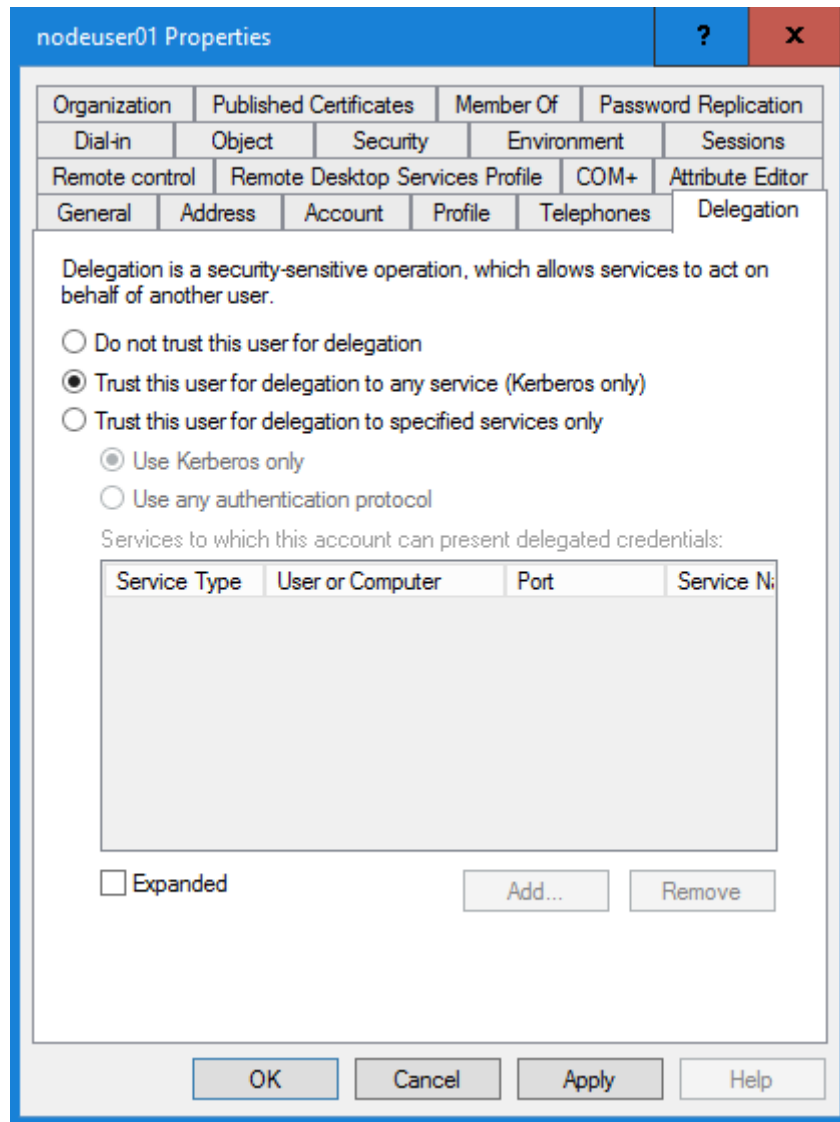 nodeuser01 Properties
?
x
Organization
Published Certificates
Member Of
Password Replication
Dial-in
Object
Security
Environment
Sessions
Remote control
Remote Desktop Services Profile
COM+
Attribute Editor
General
Address
Account
Profile
Telephones
Delegation
Delegation is a security-sensitive operation, which allows services to act on
behalf of another user.
Do not trust this user for delegation
Trust this user for delegation to any service (Kerberos only)
Trust this user for delegation to specified services only
Use Kerberos only
Use any authentication protocol
Services to which this account can present delegated credentials:
Service Type
User or Computer
Port
Service Na
Expanded
Add...
Remove
OK
Cancel
Apply
Help